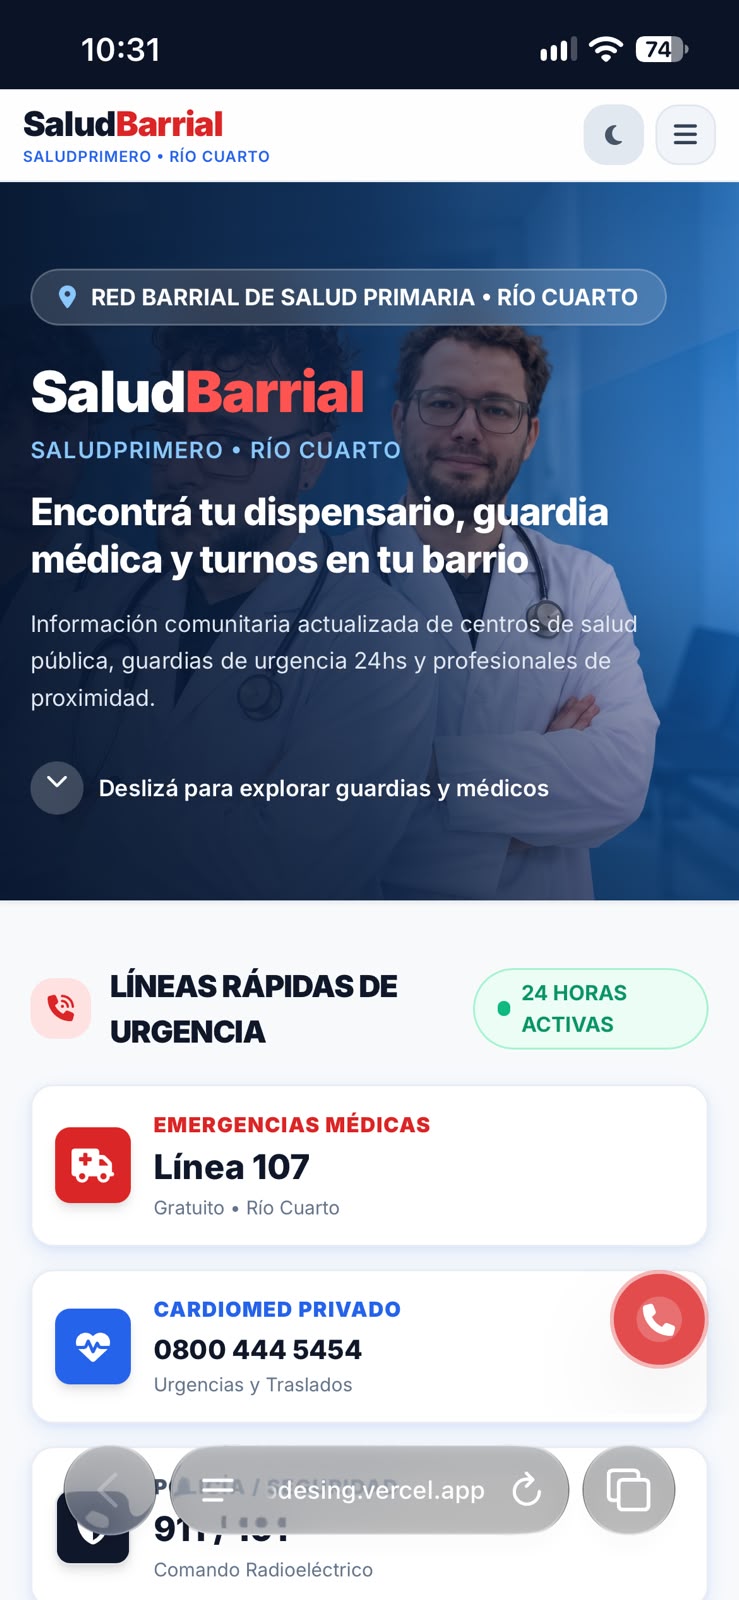 10:31
74
SaludBarrial
SALUDPRIMERO • RÍO CUARTO
RED BARRIAL DE SALUD PRIMARIA • RÍO CUARTO
SaludBarrial
SALUDPRIMERO • RÍO CUARTO
Encontrá tu dispensario, guardia
médica y turnos en tu barrio
Información comunitaria actualizada de centros de salud
pública, guardias de urgencia 24hs y profesionales de
proximidad.
Deslizá para explorar guardias y médicos
LÍNEAS RÁPIDAS DE
URGENCIA
24 HORAS
ACTIVAS
EMERGENCIAS MÉDICAS
Línea 107
Gratuito • Río Cuarto
CARDIOMED PRIVADO
0800 444 5454
Urgencias y Traslados
POLICÍA / SEGURIDAD
desing.vercel.app
911 /
Comando Radioeléctrico